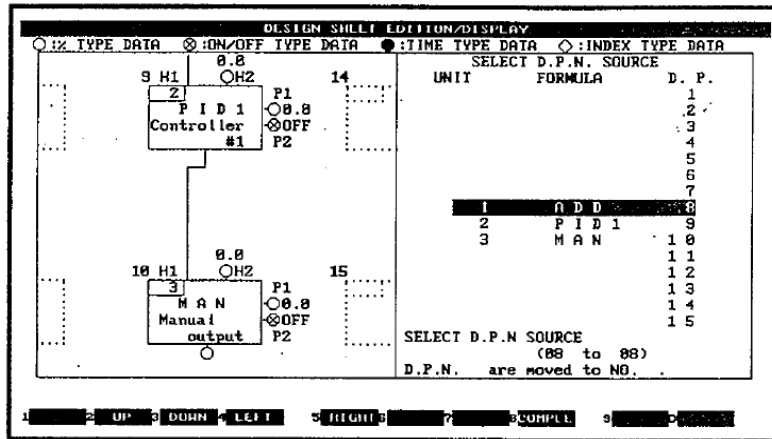 DESIGN SHEET EDITION/DISPLAY
○:% TYPE DATA ⊗:ON/OFF TYPE DATA ●:TIME TYPE DATA ◇:INDEX TYPE DATA
0.0
9 H1 ○H2 14
2 P1
P I D 1 ○0.0
Controller ⊗OFF
#1 P2
0.0
10 H1 ○H2 15
3 P1
M A N ○0.0
Manual ⊗OFF
output P2
SELECT D.P.N. SOURCE
UNIT FORMULA D. P.
1
2
3
4
5
6
7
1 A D D 8
2 P I D 1 9
3 M A N 1 0
1 1
1 2
1 3
1 4
1 5
SELECT D.P.N SOURCE
(08 to 08)
D.P.N. are moved to NO. .
1 2 UP 3 DOWN 4 LEFT 5 RIGHT 6 7 8 COMPLE 9